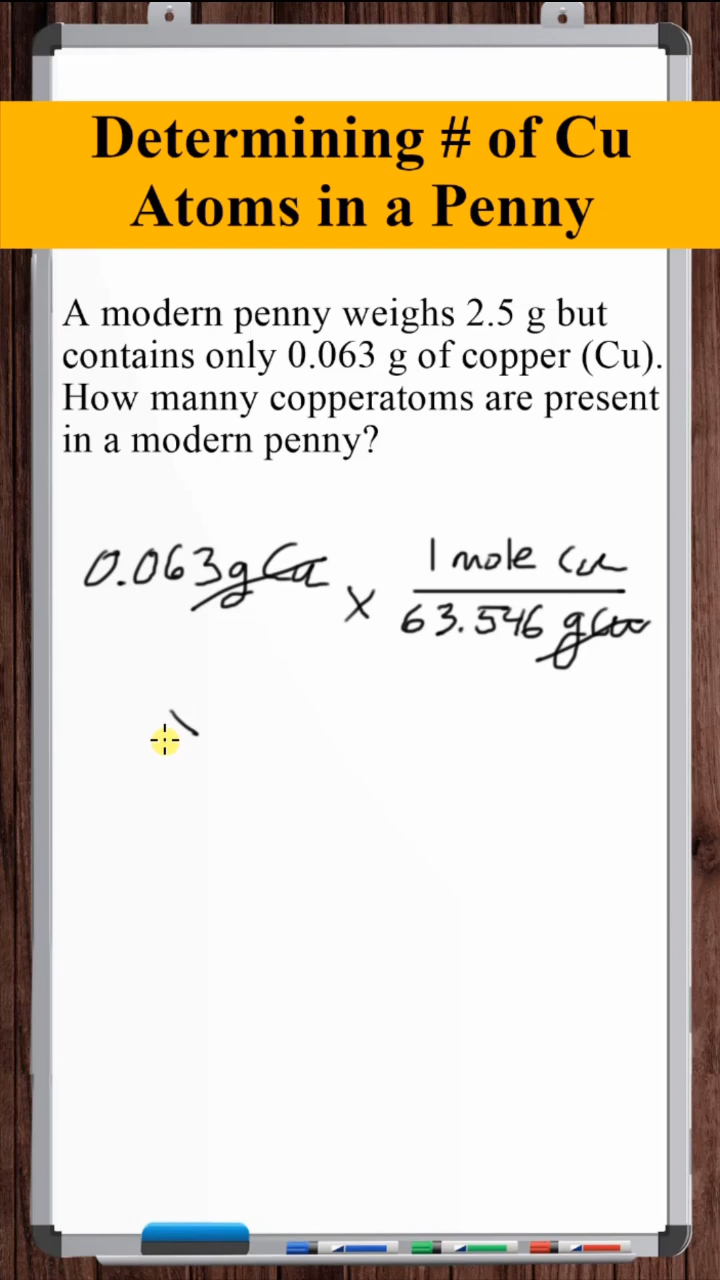 Determining # of Cu
Atoms in a Penny
A modern penny weighs 2.5 g but
contains only 0.063 g of copper (Cu).
How manny copperatoms are present
in a modern penny?
0.063 g Cu × 1 mole Cu
63.546 g Cu